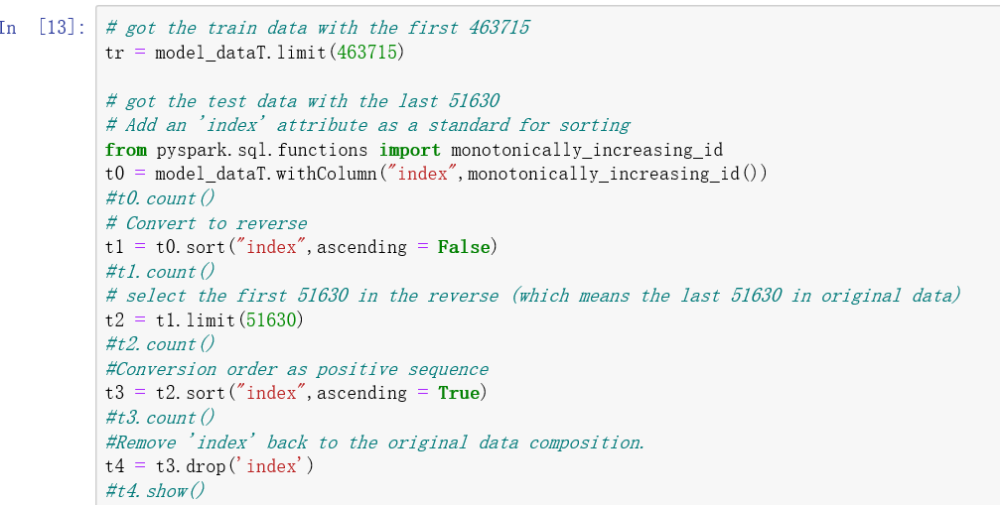 In [13]:
# got the train data with the first 463715
tr = model_dataT.limit(463715)
# got the test data with the last 51630
# Add an 'index' attribute as a standard for sorting
from pyspark.sql.functions import monotonically_increasing_id
t0 = model_dataT.withColumn("index",monotonically_increasing_id())
#t0.count()
# Convert to reverse
t1 = t0.sort("index",ascending = False)
#t1.count()
# select the first 51630 in the reverse (which means the last 51630 in original data)
t2 = t1.limit(51630)
#t2.count()
#Conversion order as positive sequence
t3 = t2.sort("index",ascending = True)
#t3.count()
#Remove 'index' back to the original data composition.
t4 = t3.drop('index')
#t4.show()